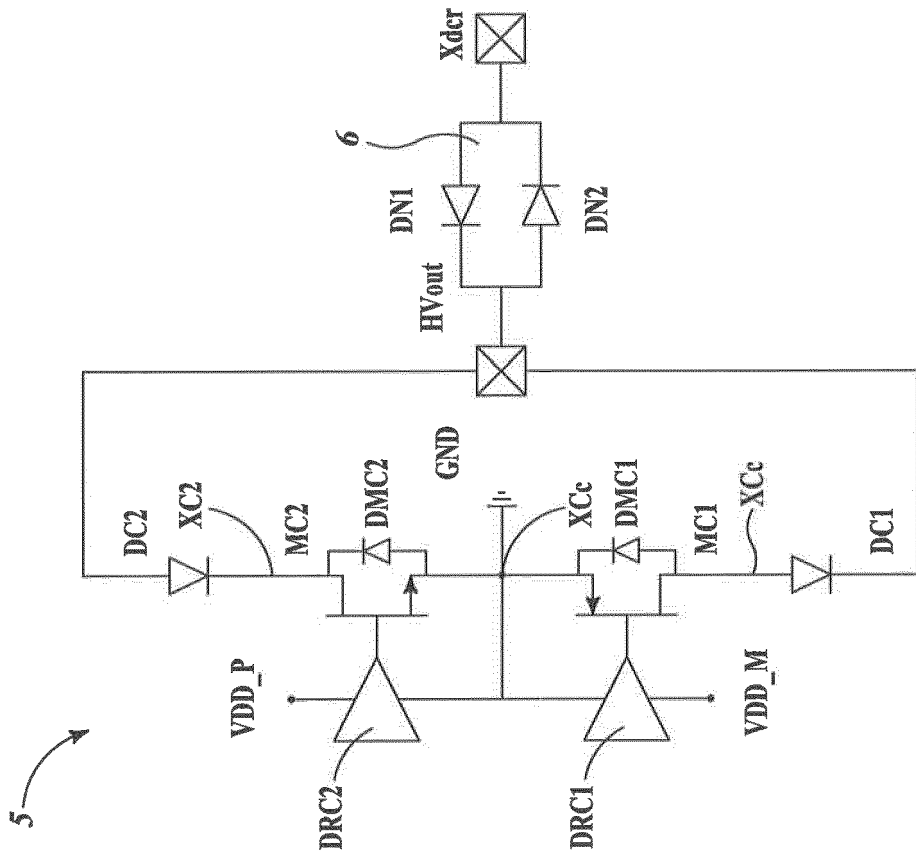 5
DRC2
DRC1
VDD_P
VDD_M
DC2
XC2
MC2
DMC2
GND
XCc
DMC1
MC1
XCc
DC1
HVout
DN1
DN2
6
Xdcr